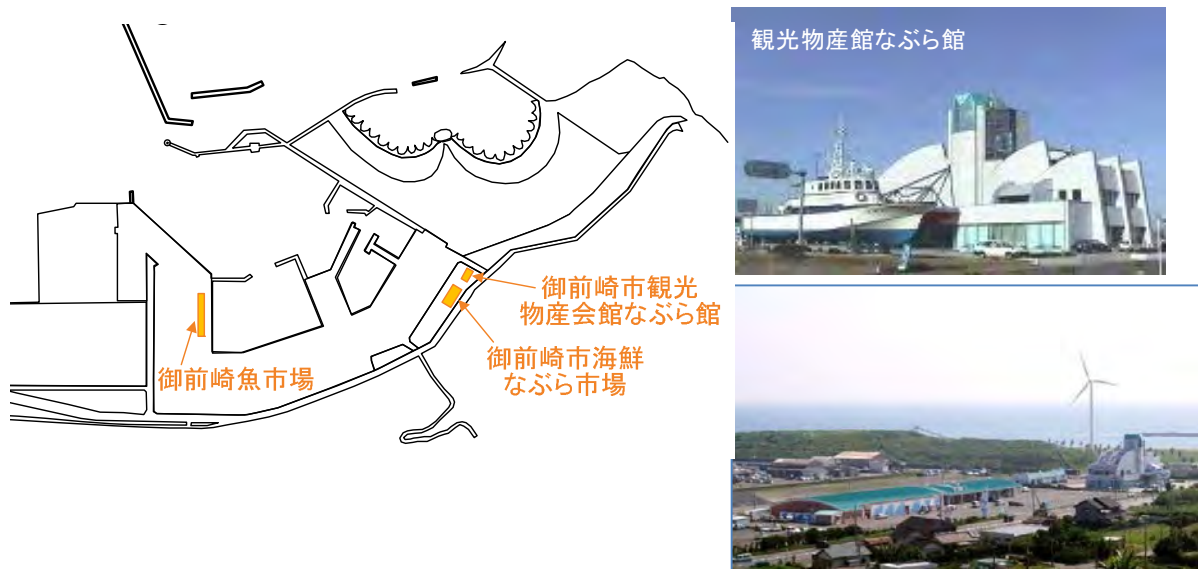 観光物産館なぶら館
御前崎市観光
物産会館なぶら館
御前崎市海鮮
なぶら市場
御前崎魚市場